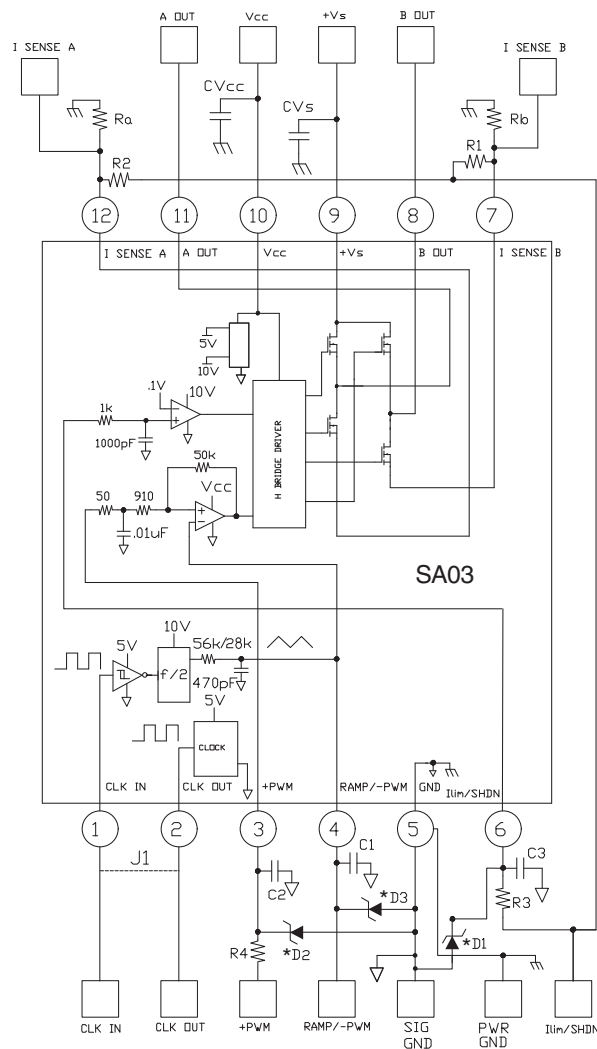 A OUT
Vcc
+Vs
B OUT
I SENSE A
I SENSE B
CVcc
CVs
Ra
Rb
R2
R1
12
11
10
9
8
7
I SENSE A
A OUT
Vcc
+Vs
B OUT
I SENSE B
5V
10V
.1V
10V
1k
1000pF
H BRIDGE DRIVER
50k
50
910
Vcc
.01uF
SA03
10V
5V
56k/28k
f/2
470pF
5V
CLOCK
CLK IN
CLK OUT
+PWM
RAMP/-PWM
GND
Ilim/SHDN
1
2
3
4
5
6
J1
C1
C2
C3
*D3
R3
R4
*D2
*D1
CLK IN
CLK OUT
+PWM
RAMP/-PWM
SIG GND
PWR GND
Ilim/SHDN